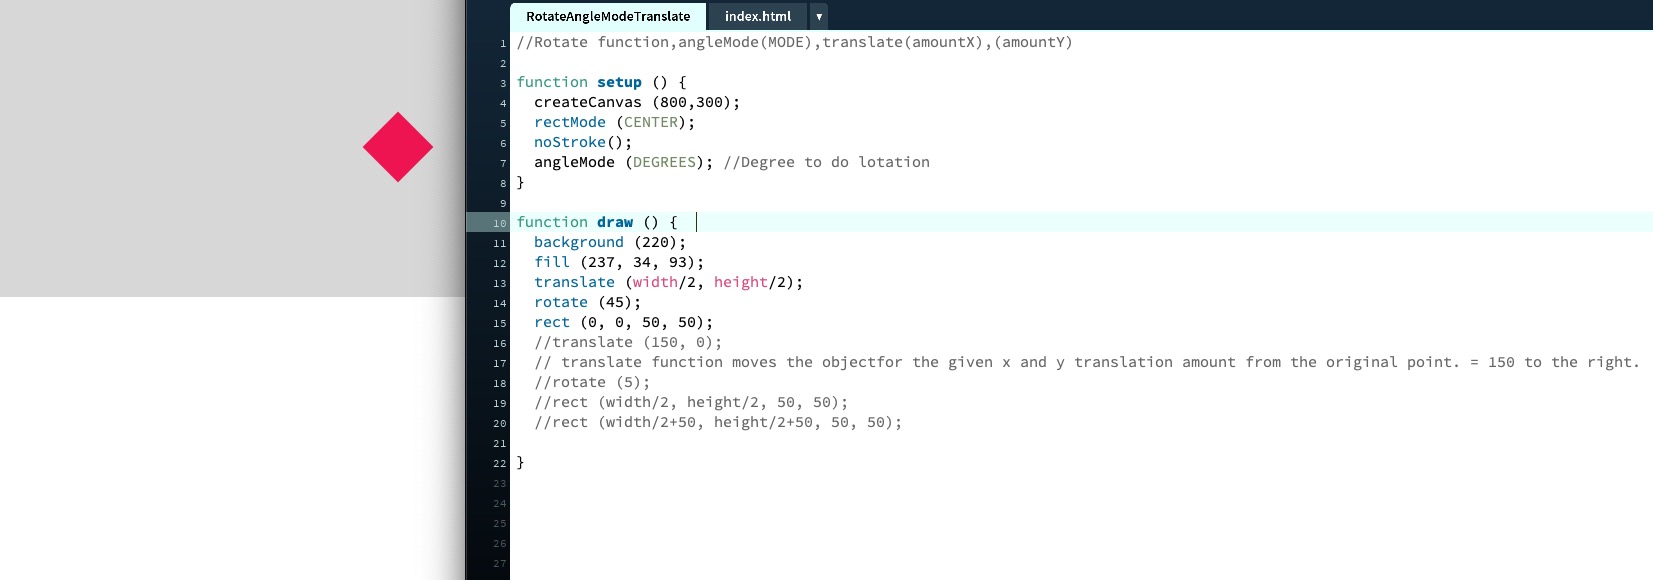 RotateAngleModeTranslate index.html ▼
1 //Rotate function,angleMode(MODE),translate(amountX),(amountY)
2
3 function setup () {
4 createCanvas (800,300);
5 rectMode (CENTER);
6 noStroke();
7 angleMode (DEGREES); //Degree to do lotation
8 }
9
10 function draw () {
11 background (220);
12 fill (237, 34, 93);
13 translate (width/2, height/2);
14 rotate (45);
15 rect (0, 0, 50, 50);
16 //translate (150, 0);
17 // translate function moves the objectfor the given x and y translation amount from the original point. = 150 to the right.
18 //rotate (5);
19 //rect (width/2, height/2, 50, 50);
20 //rect (width/2+50, height/2+50, 50, 50);
21
22 }
23
24
25
26
27